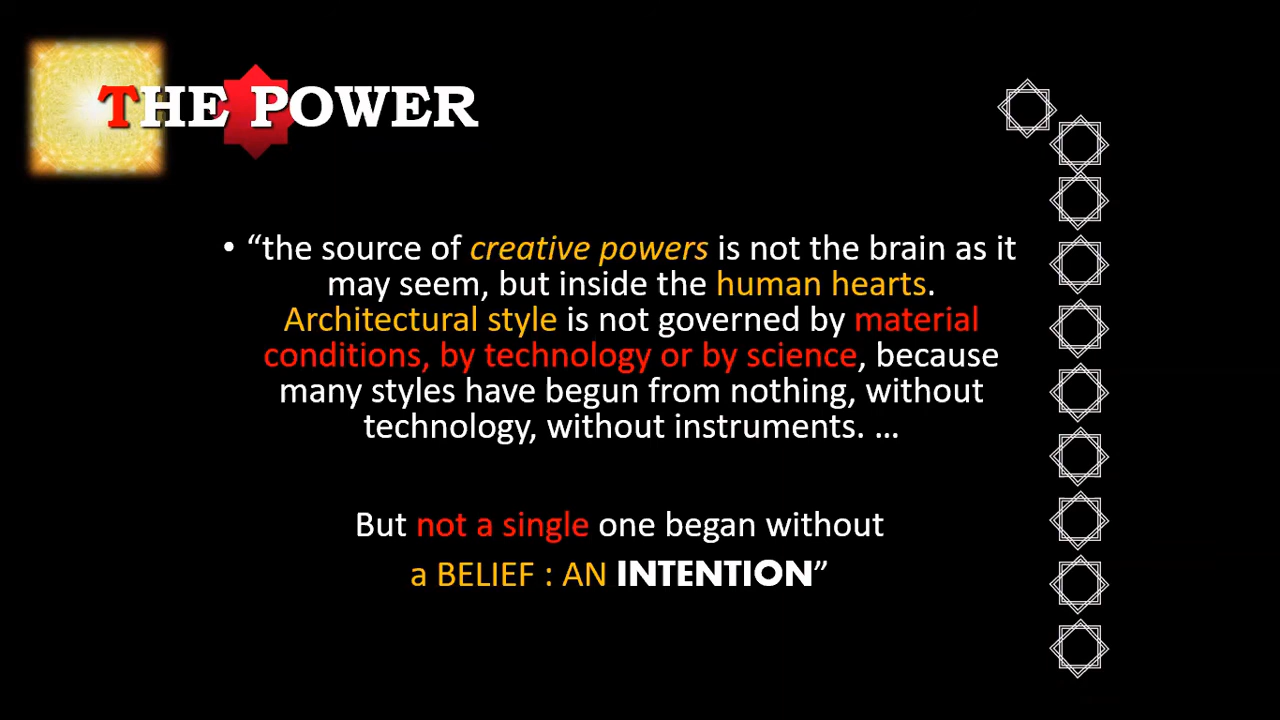 THE POWER
• “the source of creative powers is not the brain as it
may seem, but inside the human hearts.
Architectural style is not governed by material
conditions, by technology or by science, because
many styles have begun from nothing, without
technology, without instruments. …
But not a single one began without
a BELIEF : AN INTENTION”